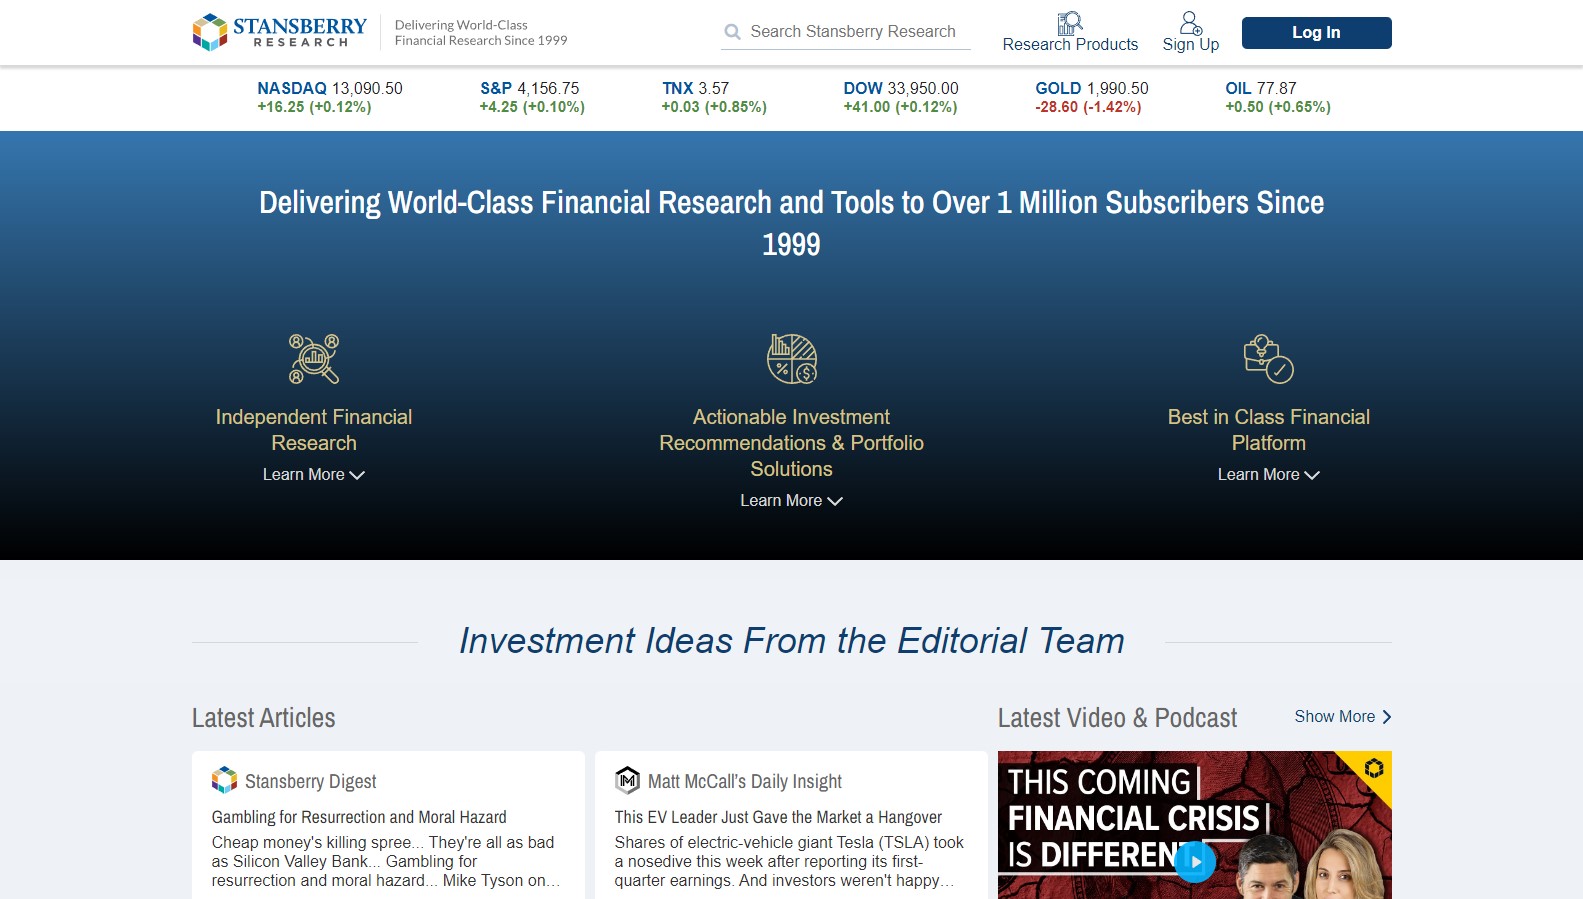 STANSBERRY
RESEARCH
Delivering World-Class
Financial Research Since 1999
Search Stansberry Research
Research Products
Sign Up
Log In
NASDAQ 13,090.50
+16.25 (+0.12%)
S&P 4,156.75
+4.25 (+0.10%)
TNX 3.57
+0.03 (+0.85%)
DOW 33,950.00
+41.00 (+0.12%)
GOLD 1,990.50
-28.60 (-1.42%)
OIL 77.87
+0.50 (+0.65%)
Delivering World-Class Financial Research and Tools to Over 1 Million Subscribers Since
1999
Independent Financial
Research
Learn More
Actionable Investment
Recommendations & Portfolio
Solutions
Learn More
Best in Class Financial
Platform
Learn More
Investment Ideas From the Editorial Team
Latest Articles
Stansberry Digest
Gambling for Resurrection and Moral Hazard
Cheap money's killing spree... They're all as bad
as Silicon Valley Bank... Gambling for
resurrection and moral hazard... Mike Tyson on...
Matt McCall's Daily Insight
This EV Leader Just Gave the Market a Hangover
Shares of electric-vehicle giant Tesla (TSLA) took
a nosedive this week after reporting its first-
quarter earnings. And investors weren't happy...
Latest Video & Podcast
Show More
THIS COMING
FINANCIAL CRISIS
IS DIFFERENT